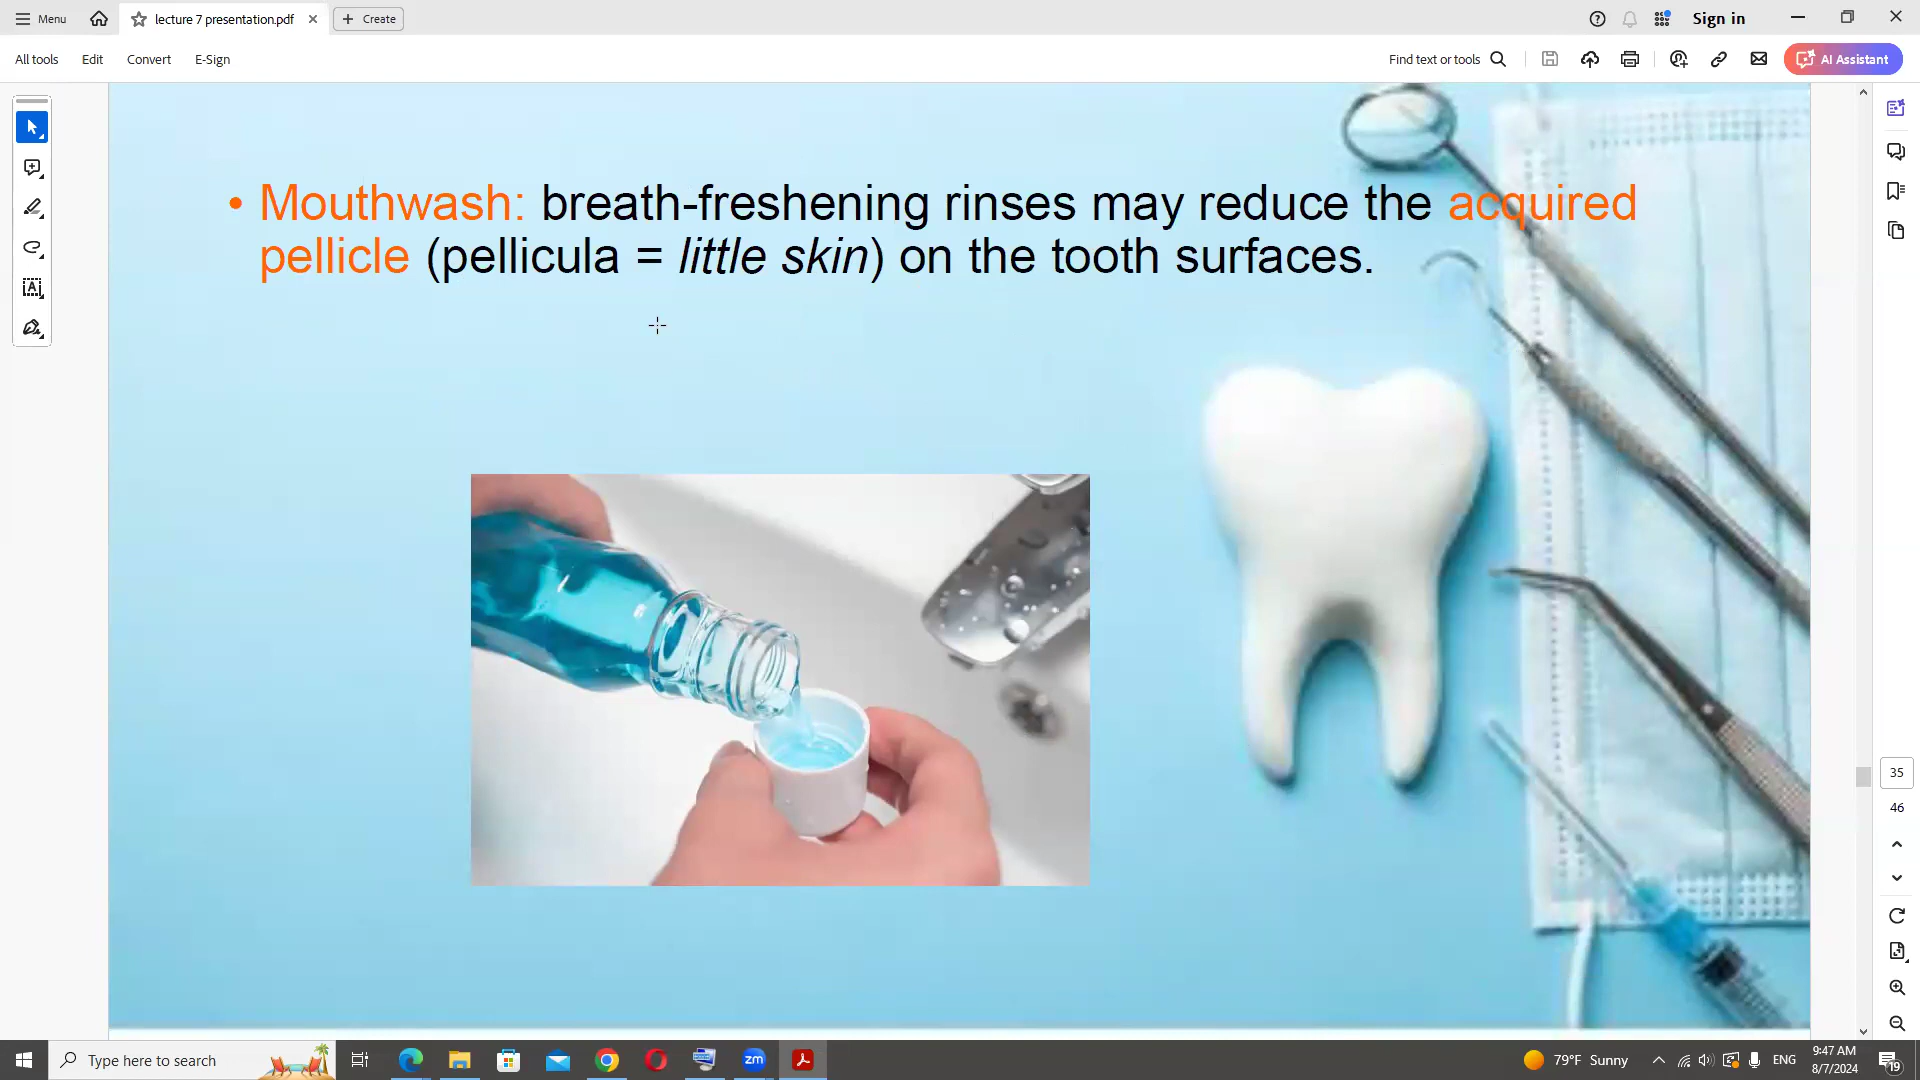 Menu
lecture 7 presentation.pdf
Create
Sign in
All tools
Edit
Convert
E-Sign
Find text or tools
AI Assistant
• Mouthwash: breath-freshening rinses may reduce the acquired
pellicle (pellicula = little skin) on the tooth surfaces.
35
46
Type here to search
zm
79°F Sunny
ENG
9:47 AM
8/7/2024
19